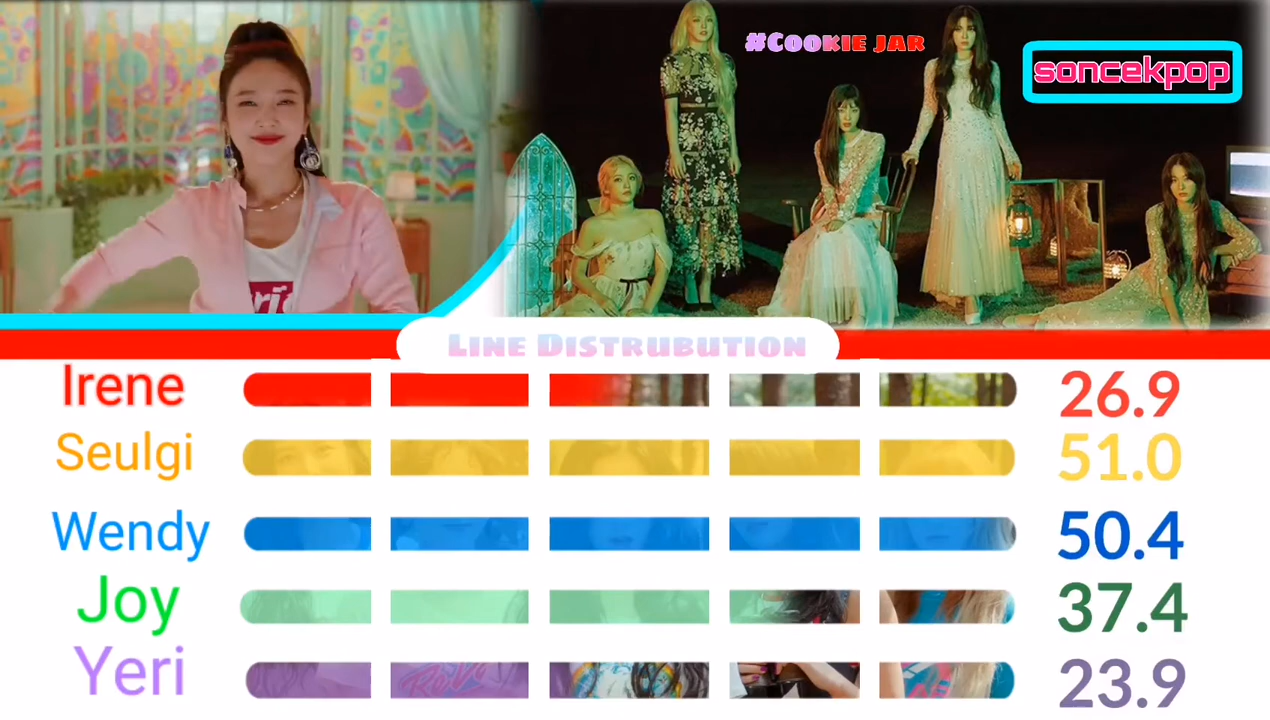 #Cookie jar
soncekpop
Line Distrubution
Irene 26.9
Seulgi 51.0
Wendy 50.4
Joy 37.4
Yeri 23.9